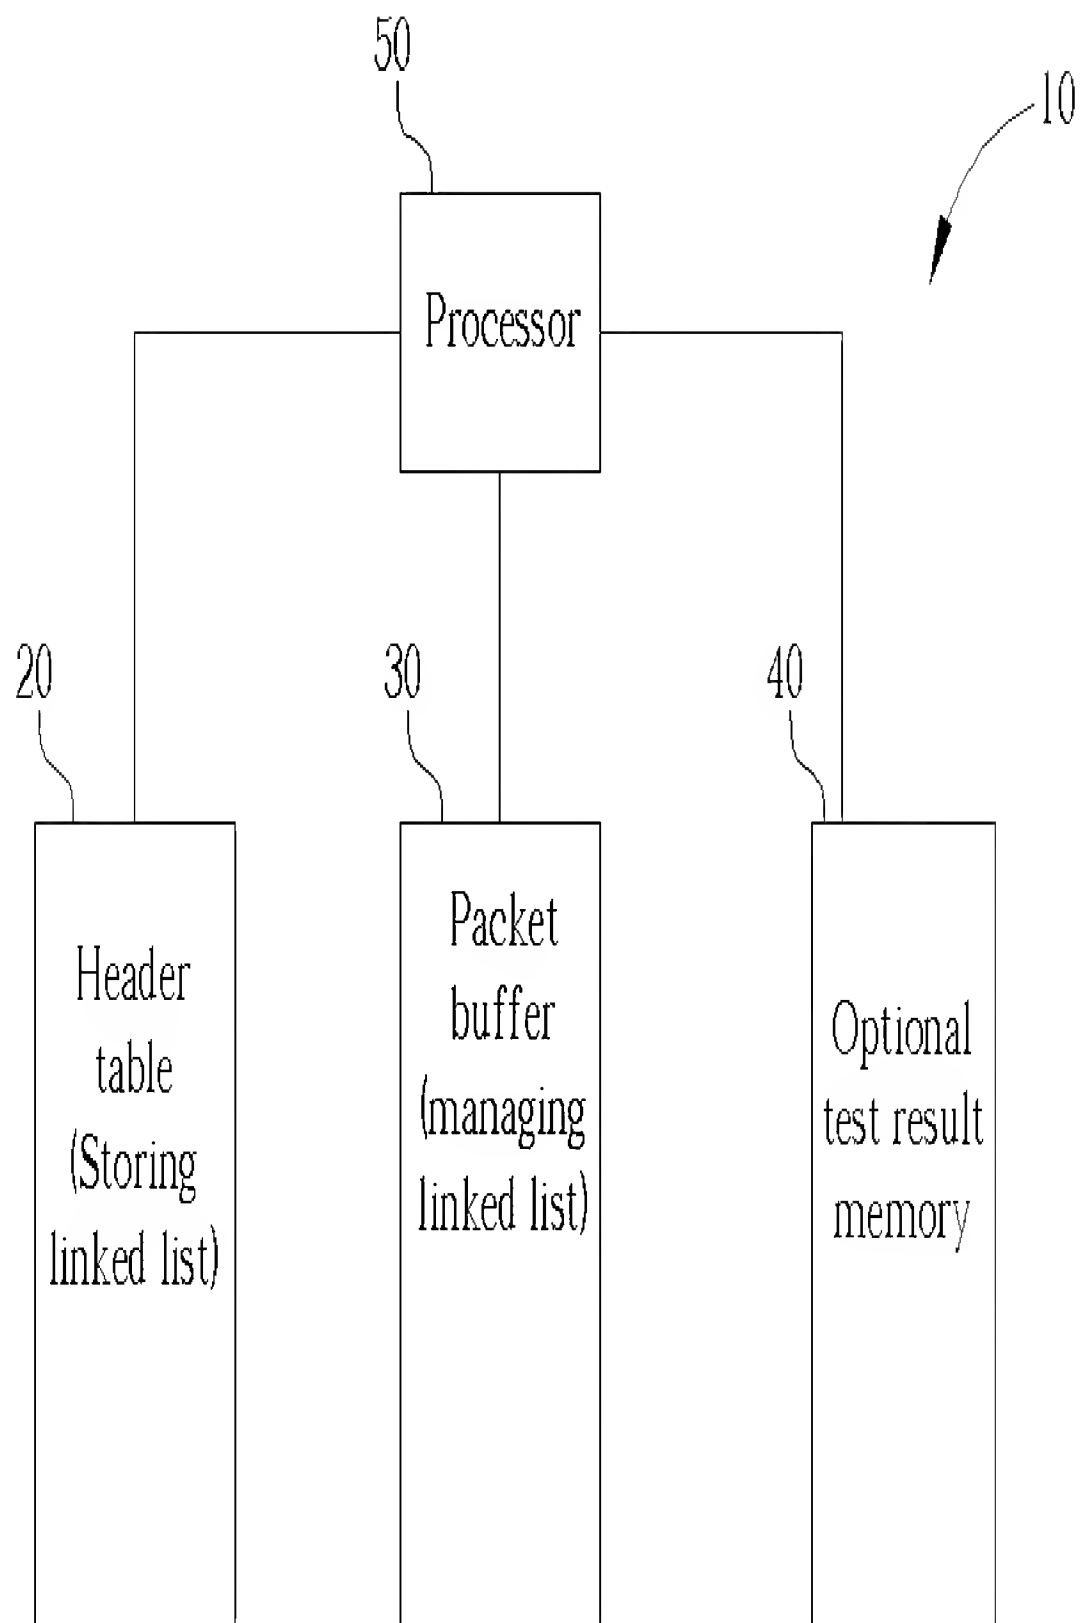 50
10
Processor
20
30
40
Header
table
(Storing
linked list)
Packet
buffer
(managing
linked list)
Optional
test result
memory